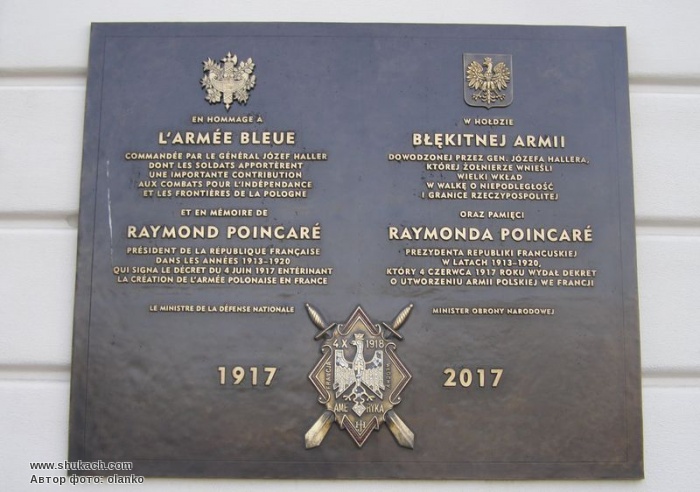 EN HOMMAGE À
L'ARMÉE BLEUE
COMMANDÉE PAR LE GÉNÉRAL JÓZEF HALLER
DONT LES SOLDATS APPORTÈRENT
UNE IMPORTANTE CONTRIBUTION
AUX COMBATS POUR L'INDÉPENDANCE
ET LES FRONTIÈRES DE LA POLOGNE
ET EN MÉMOIRE DE
RAYMOND POINCARÉ
PRÉSIDENT DE LA RÉPUBLIQUE FRANÇAISE
DANS LES ANNÉES 1913-1920
QUI SIGNA LE DÉCRET DU 4 JUIN 1917 ENTÉRINANT
LA CRÉATION DE L'ARMÉE POLONAISE EN FRANCE
LE MINISTRE DE LA DÉFENSE NATIONALE
W HOŁDZIE
BŁĘKITNEJ ARMII
DOWODZONEJ PRZEZ GEN. JÓZEFA HALLERA,
KTÓREJ ŻOŁNIERZE WNIEŚLI
WIELKI WKŁAD
W WALKĘ O NIEPODLEGŁOŚĆ
I GRANICE RZECZYPOSPOLITEJ
ORAZ PAMIĘCI
RAYMONDA POINCARÉ
PREZYDENTA REPUBLIKI FRANCUSKIEJ
W LATACH 1913-1920,
KTÓRY 4 CZERWCA 1917 ROKU WYDAŁ DEKRET
O UTWORZENIU ARMII POLSKIEJ WE FRANCJI
MINISTER OBRONY NARODOWEJ
4 X 1918
FRANCJA
AME RYKA
1917
2017
www.shukach.com
Автор фото: olanko